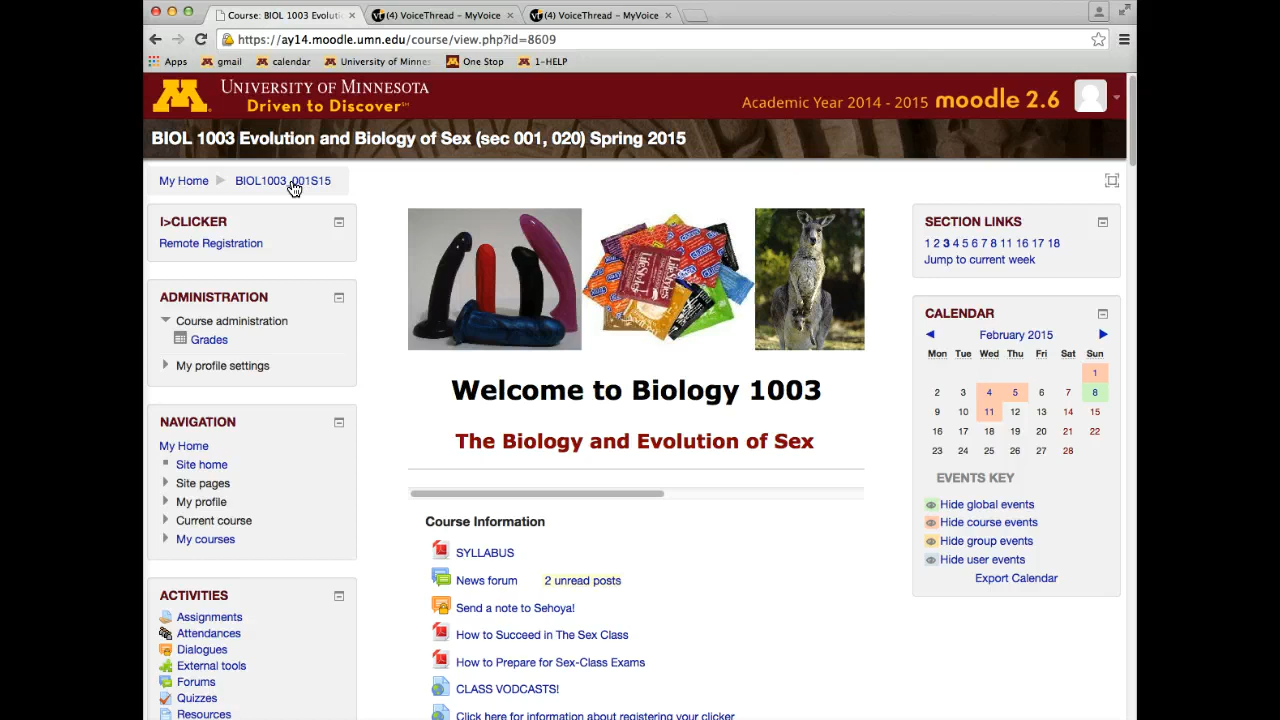 Course: BIOL 1003 Evoluti
(4) VoiceThread - MyVoice
(4) VoiceThread - MyVoice
https://ay14.moodle.umn.edu/course/view.php?id=8609
Apps
gmail
calendar
University of Minnes
One Stop
1-HELP
UNIVERSITY OF MINNESOTA
Driven to Discover℠
Academic Year 2014 - 2015 moodle 2.6
BIOL 1003 Evolution and Biology of Sex (sec 001, 020) Spring 2015
My Home
BIOL1003_001S15
I>CLICKER
Remote Registration
ADMINISTRATION
Course administration
Grades
My profile settings
NAVIGATION
My Home
Site home
Site pages
My profile
Current course
My courses
ACTIVITIES
Assignments
Attendances
Dialogues
External tools
Forums
Quizzes
Resources
Welcome to Biology 1003
The Biology and Evolution of Sex
Course Information
SYLLABUS
News forum 2 unread posts
Send a note to Sehoya!
How to Succeed in The Sex Class
How to Prepare for Sex-Class Exams
CLASS VODCASTS!
Click here for information about registering your clicker
SECTION LINKS
1 2 3 4 5 6 7 8 11 16 17 18
Jump to current week
CALENDAR
February 2015
Mon Tue Wed Thu Fri Sat Sun
1
2 3 4 5 6 7 8
9 10 11 12 13 14 15
16 17 18 19 20 21 22
23 24 25 26 27 28
EVENTS KEY
Hide global events
Hide course events
Hide group events
Hide user events
Export Calendar